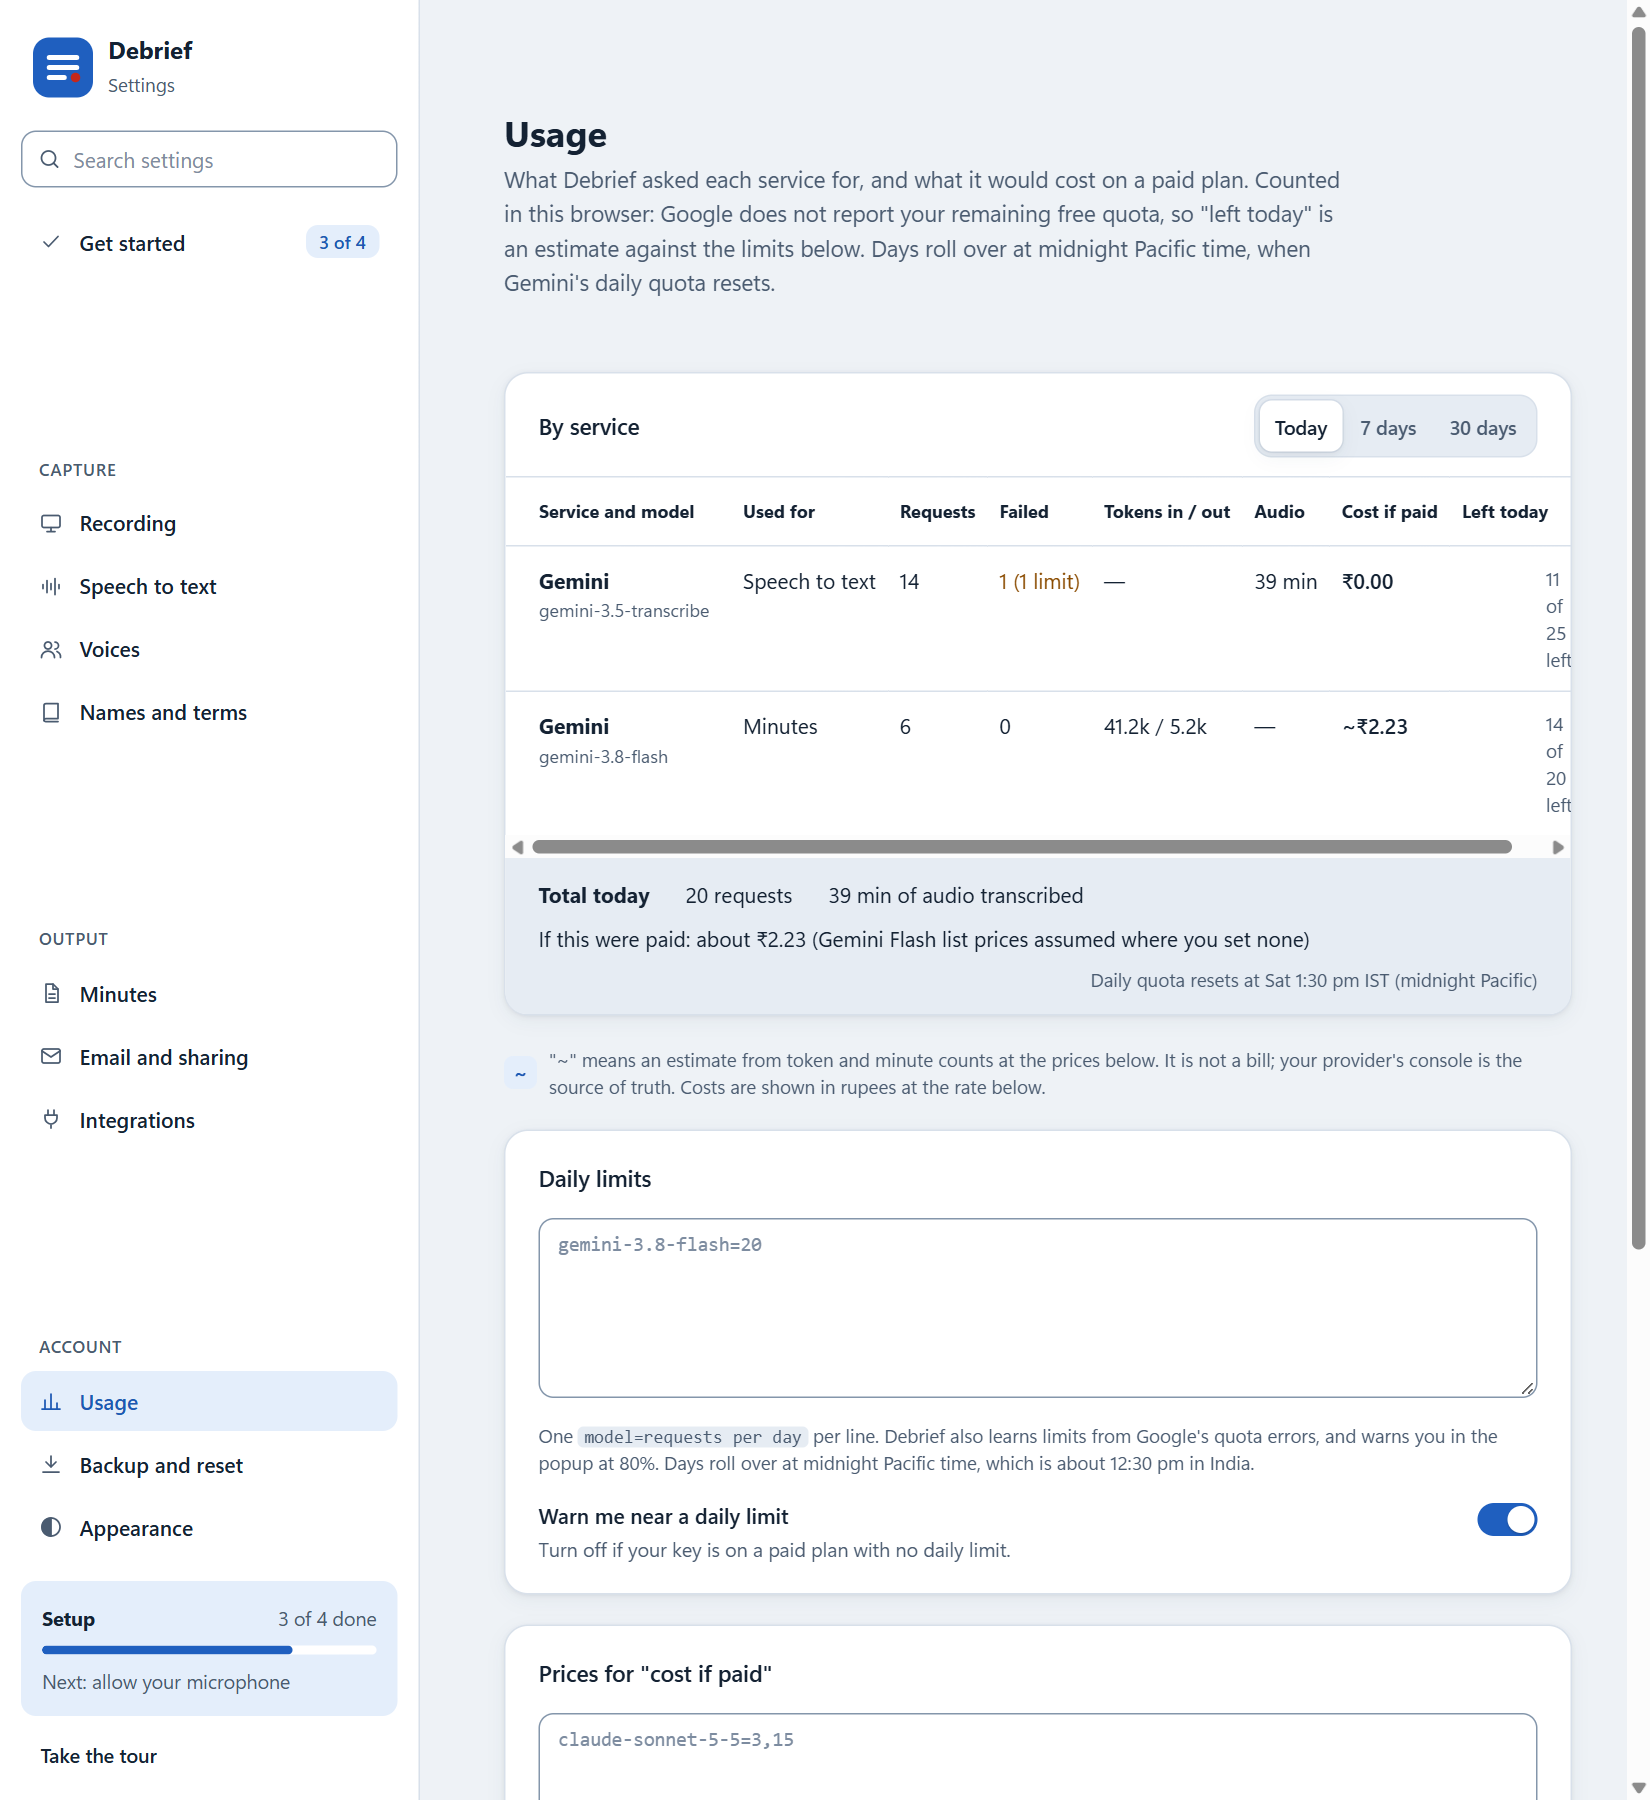 Debrief
Settings
Search settings
Get started 3 of 4
CAPTURE
Recording
Speech to text
Voices
Names and terms
OUTPUT
Minutes
Email and sharing
Integrations
ACCOUNT
Usage
Backup and reset
Appearance
Setup 3 of 4 done
Next: allow your microphone
Take the tour
Usage
What Debrief asked each service for, and what it would cost on a paid plan. Counted
in this browser: Google does not report your remaining free quota, so "left today" is
an estimate against the limits below. Days roll over at midnight Pacific time, when
Gemini's daily quota resets.
By service Today 7 days 30 days
Service and model Used for Requests Failed Tokens in / out Audio Cost if paid Left today
Gemini Speech to text 14 1 (1 limit) — 39 min ₹0.00 11
gemini-3.5-transcribe of
25
left
Gemini Minutes 6 0 41.2k / 5.2k — ~₹2.23 14
gemini-3.8-flash of
20
left
Total today 20 requests 39 min of audio transcribed
If this were paid: about ₹2.23 (Gemini Flash list prices assumed where you set none)
Daily quota resets at Sat 1:30 pm IST (midnight Pacific)
~ "~" means an estimate from token and minute counts at the prices below. It is not a bill; your provider's console is the
source of truth. Costs are shown in rupees at the rate below.
Daily limits
gemini-3.8-flash=20
One model=requests per day per line. Debrief also learns limits from Google's quota errors, and warns you in the
popup at 80%. Days roll over at midnight Pacific time, which is about 12:30 pm in India.
Warn me near a daily limit
Turn off if your key is on a paid plan with no daily limit.
Prices for "cost if paid"
claude-sonnet-5-5=3,15